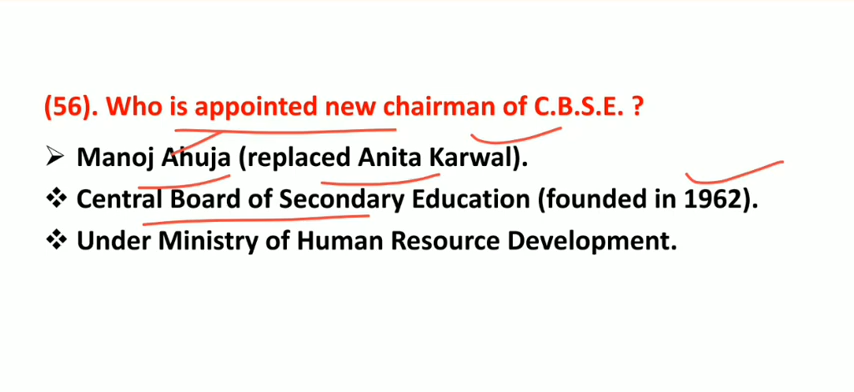 (56). Who is appointed new chairman of C.B.S.E. ?
➢ Manoj Ahuja (replaced Anita Karwal).
❖ Central Board of Secondary Education (founded in 1962).
❖ Under Ministry of Human Resource Development.